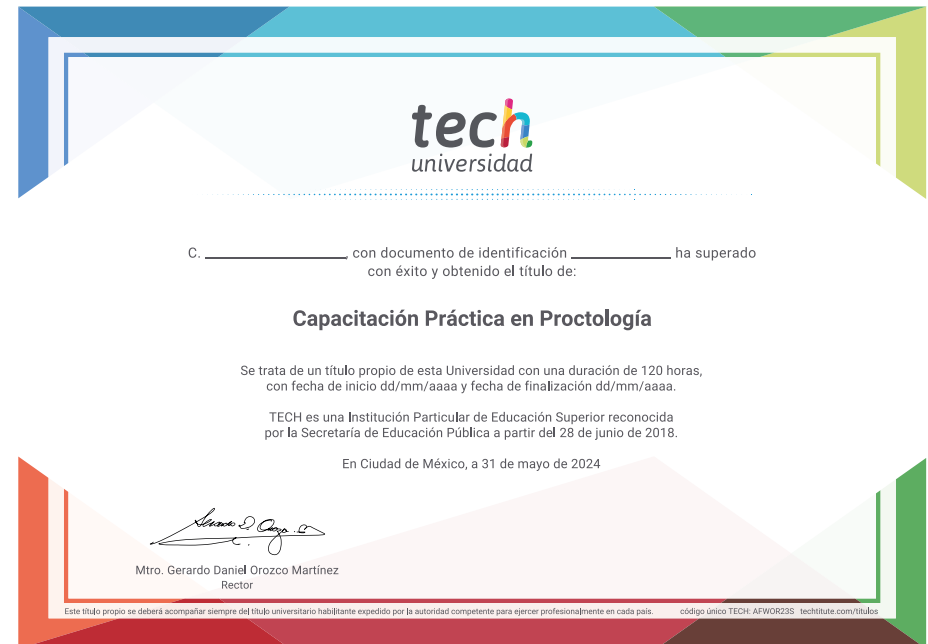 tech
universidad
C. ____________, con documento de identificación ____________ ha superado
con éxito y obtenido el título de:
Capacitación Práctica en Proctología
Se trata de un título propio de esta Universidad con una duración de 120 horas,
con fecha de inicio dd/mm/aaaa y fecha de finalización dd/mm/aaaa.
TECH es una Institución Particular de Educación Superior reconocida
por la Secretaría de Educación Pública a partir del 28 de junio de 2018.
En Ciudad de México, a 31 de mayo de 2024
Mtro. Gerardo Daniel Orozco Martínez
Rector
Este título propio se deberá acompañar siempre del título universitario habilitante expedido por la autoridad competente para ejercer profesionalmente en cada país. código único TECH: AFWOR23S techtitute.com/titulos